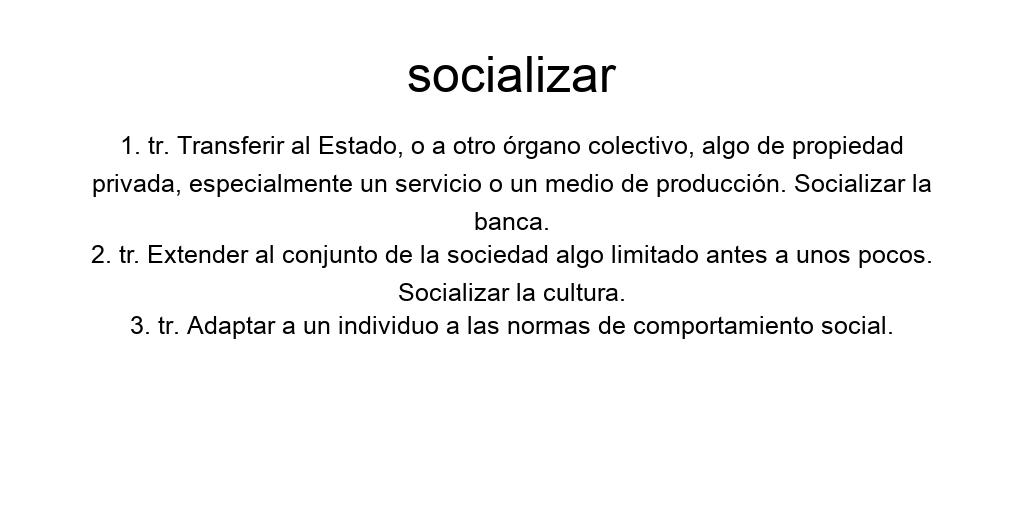 socializar
1. tr. Transferir al Estado, o a otro órgano colectivo, algo de propiedad
privada, especialmente un servicio o un medio de producción. Socializar la
banca.
2. tr. Extender al conjunto de la sociedad algo limitado antes a unos pocos.
Socializar la cultura.
3. tr. Adaptar a un individuo a las normas de comportamiento social.